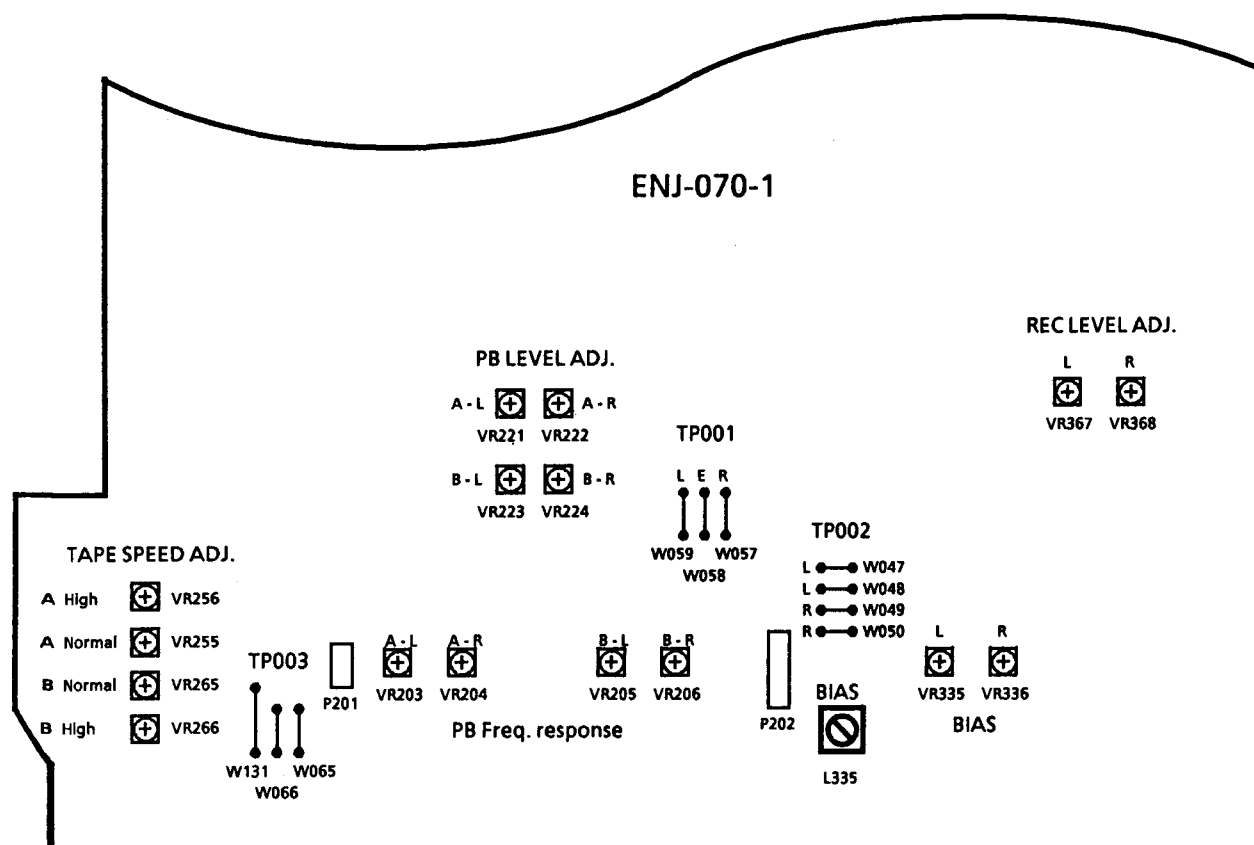 ENJ-070-1
REC LEVEL ADJ.
L R
VR367 VR368
PB LEVEL ADJ.
A - L A - R
VR221 VR222
B - L B - R
VR223 VR224
TP001
L E R
W059 W057
W058
TP002
L W047
L W048
R W049
R W050
TAPE SPEED ADJ.
A High VR256
A Normal VR255
B Normal VR265
B High VR266
TP003
W131 W065
W066
P201
A - L A - R
VR203 VR204
B - L B - R
VR205 VR206
PB Freq. response
P202
BIAS
L335
L R
VR335 VR336
BIAS